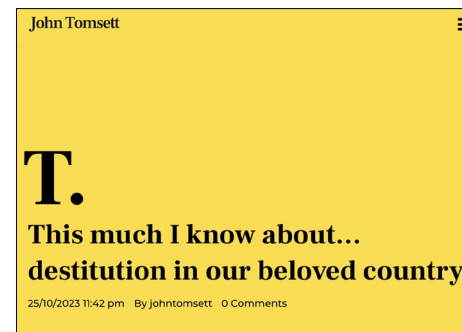 John Tomsett
T.
This much I know about...
destitution in our beloved country
25/10/2023 11:42 pm By johntomsett 0 Comments